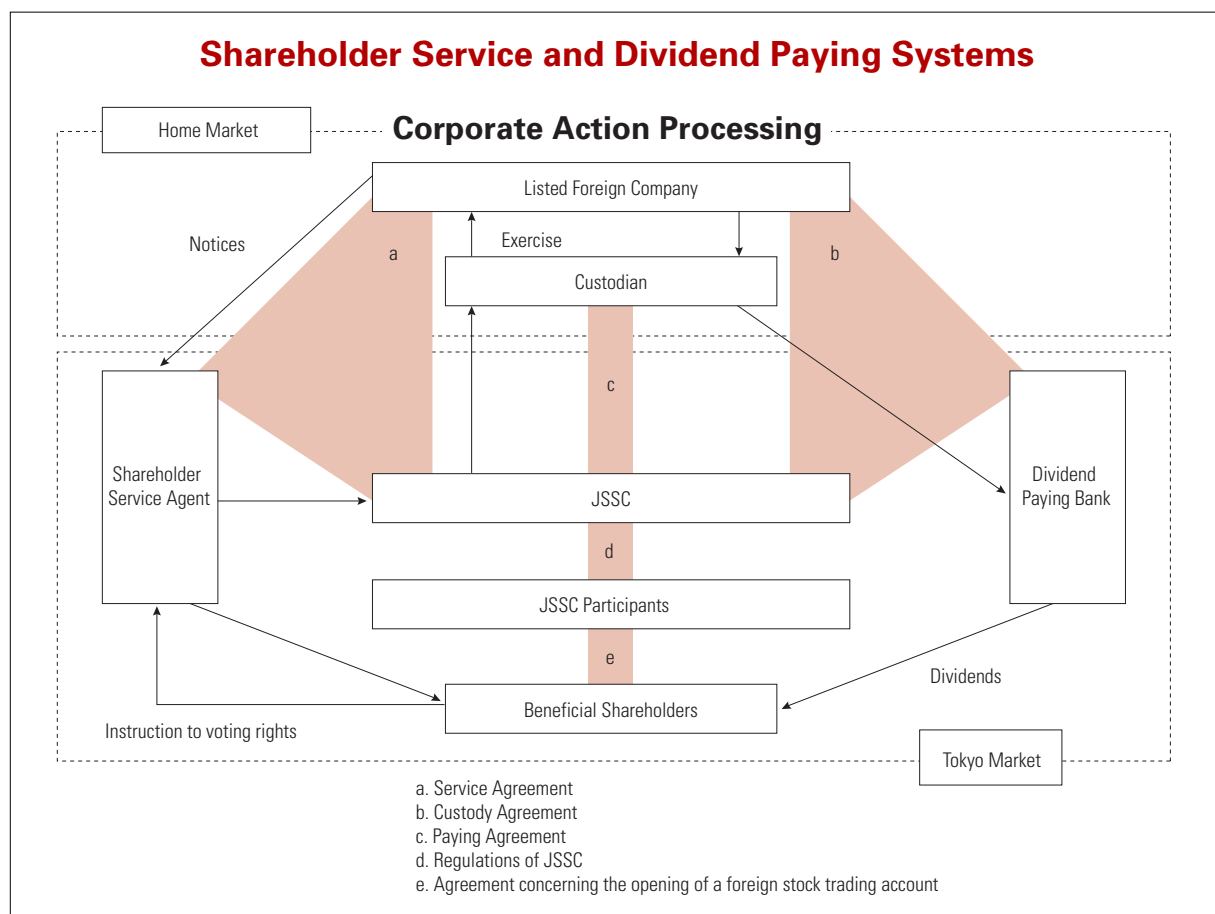 Shareholder Service and Dividend Paying Systems
Home Market
Corporate Action Processing
Listed Foreign Company
Notices
a
Exercise
b
Custodian
c
Shareholder
Service Agent
JSSC
Dividend
Paying Bank
d
JSSC Participants
e
Dividends
Beneficial Shareholders
Instruction to voting rights
Tokyo Market
a. Service Agreement
b. Custody Agreement
c. Paying Agreement
d. Regulations of JSSC
e. Agreement concerning the opening of a foreign stock trading account